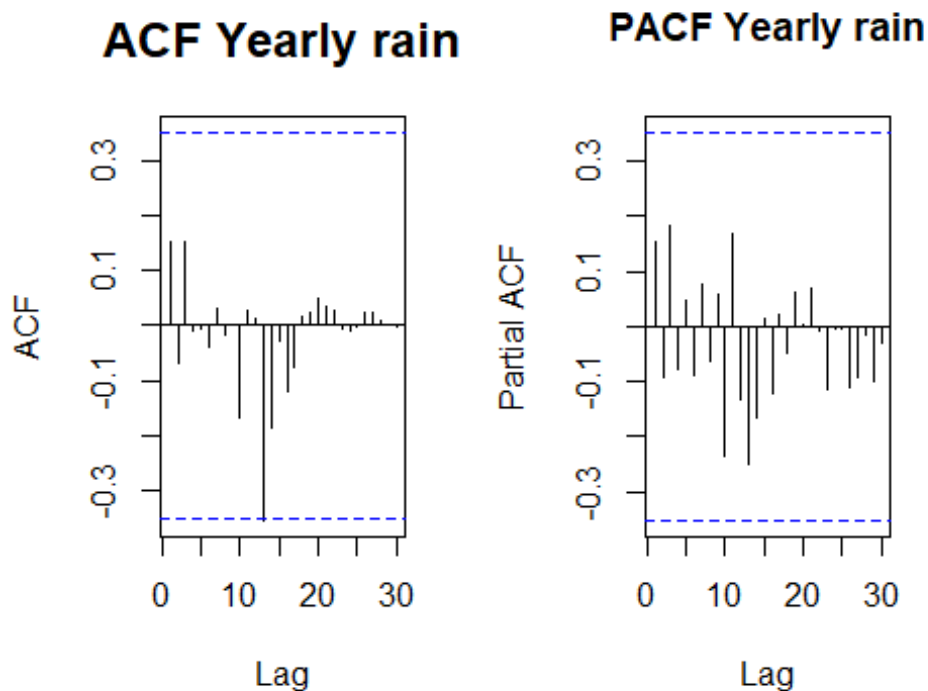 ACF Yearly rain
ACF
0.3
0.1
-0.1
-0.3
0 10 20 30
Lag
PACF Yearly rain
Partial ACF
0.3
0.1
-0.1
-0.3
0 10 20 30
Lag